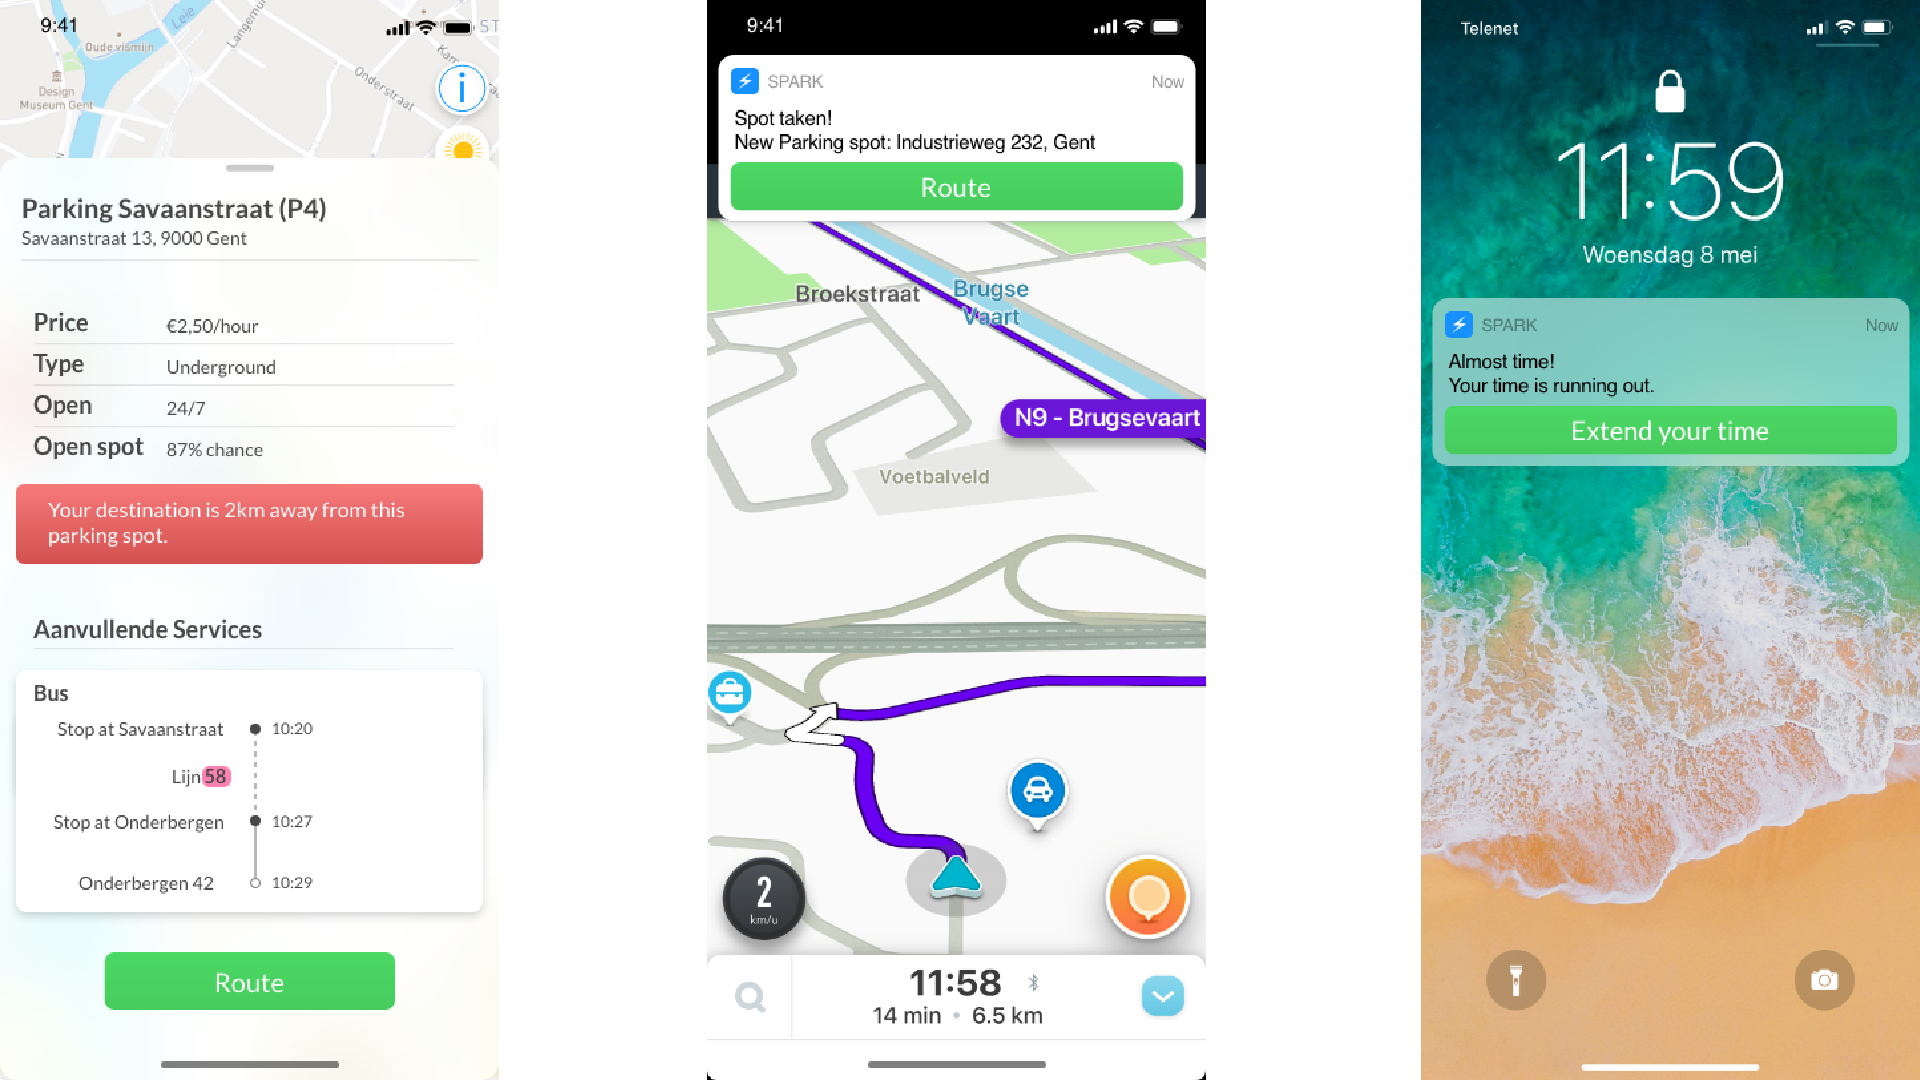 9:41
Leie
Langemu
ST
Oude vismijn
Kam
Onderstraat
Design
Museum Gent
i
Parking Savaanstraat (P4)
Savaanstraat 13, 9000 Gent
Price €2,50/hour
Type Underground
Open 24/7
Open spot 87% chance
Your destination is 2km away from this
parking spot.
Aanvullende Services
Bus
Stop at Savaanstraat 10:20
Lijn 58
Stop at Onderbergen 10:27
Onderbergen 42 10:29
Route
9:41
SPARK Now
Spot taken!
New Parking spot: Industrieweg 232, Gent
Route
Broekstraat
Brugse
Vaart
N9 - Brugsevaart
Voetbalveld
2
km/u
11:58
14 min • 6.5 km
Telenet
11:59
Woensdag 8 mei
SPARK Now
Almost time!
Your time is running out.
Extend your time